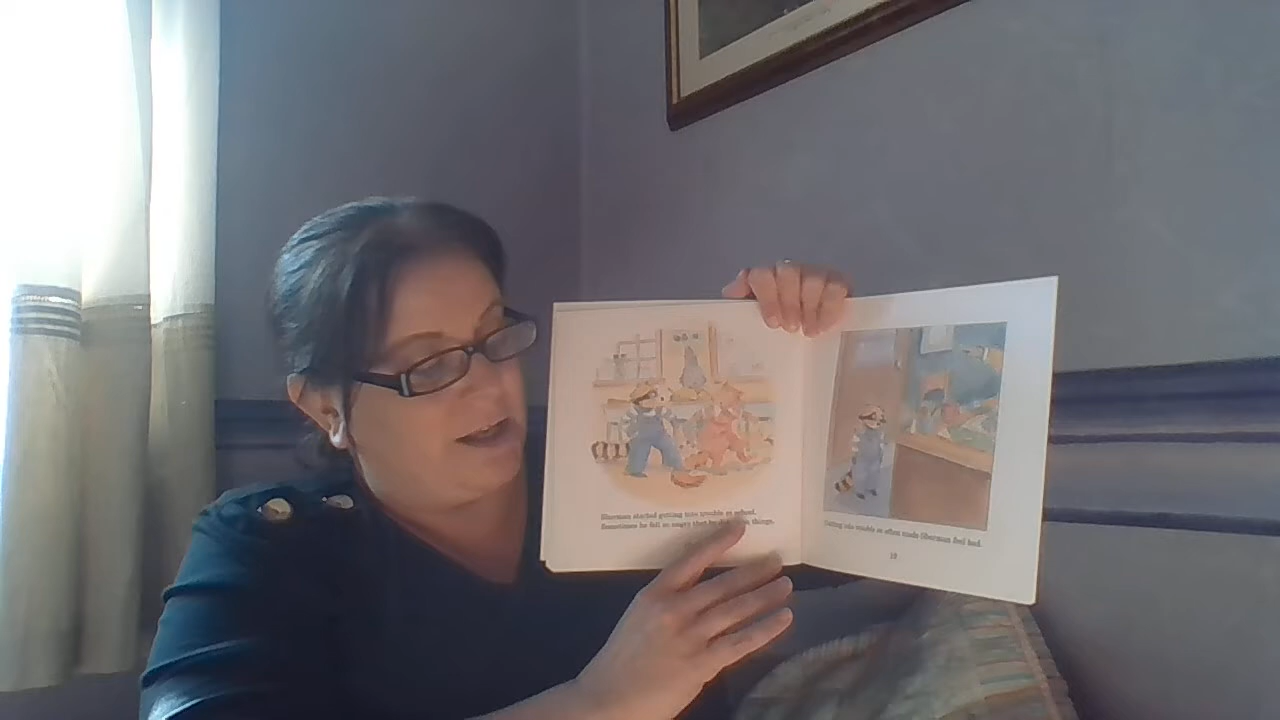 Sherman started getting into trouble at school.
Sometimes he felt so angry that he things.
Getting into trouble so often made Sherman feel bad.
19